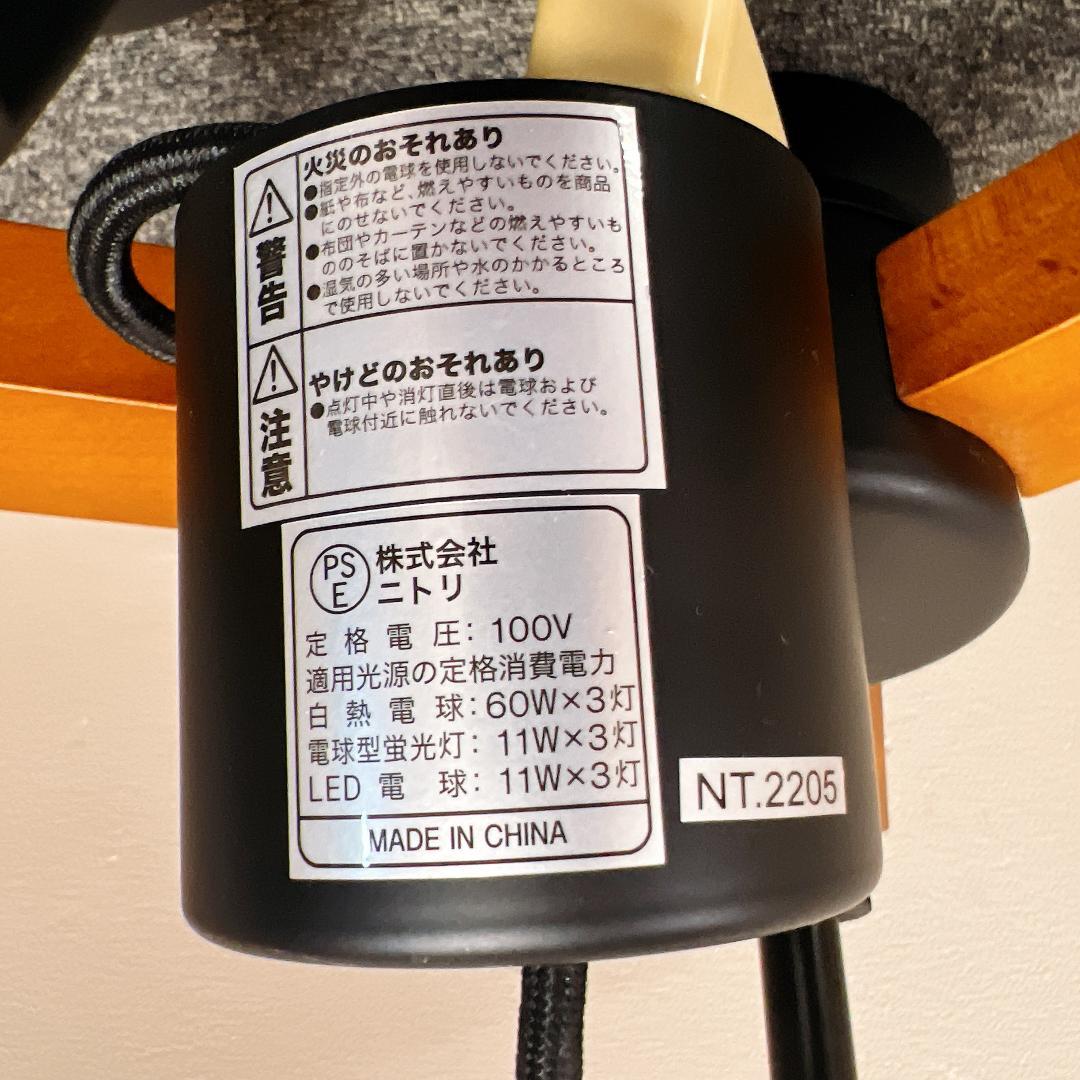 警告
火災のおそれあり
●指定外の電球を使用しないでください。
●紙や布など、燃えやすいものを商品
にのせないでください。
●布団やカーテンなどの燃えやすいも
ののそばに置かないでください。
●湿気の多い場所や水のかかるところ
で使用しないでください。
注意
やけどのおそれあり
●点灯中や消灯直後は電球および
電球付近に触れないでください。
PS
E
株式会社
ニトリ
定格電圧：100V
適用光源の定格消費電力
白熱電球：60W×3灯
電球型蛍光灯：11W×3灯
LED電球：11W×3灯
MADE IN CHINA
NT.2205